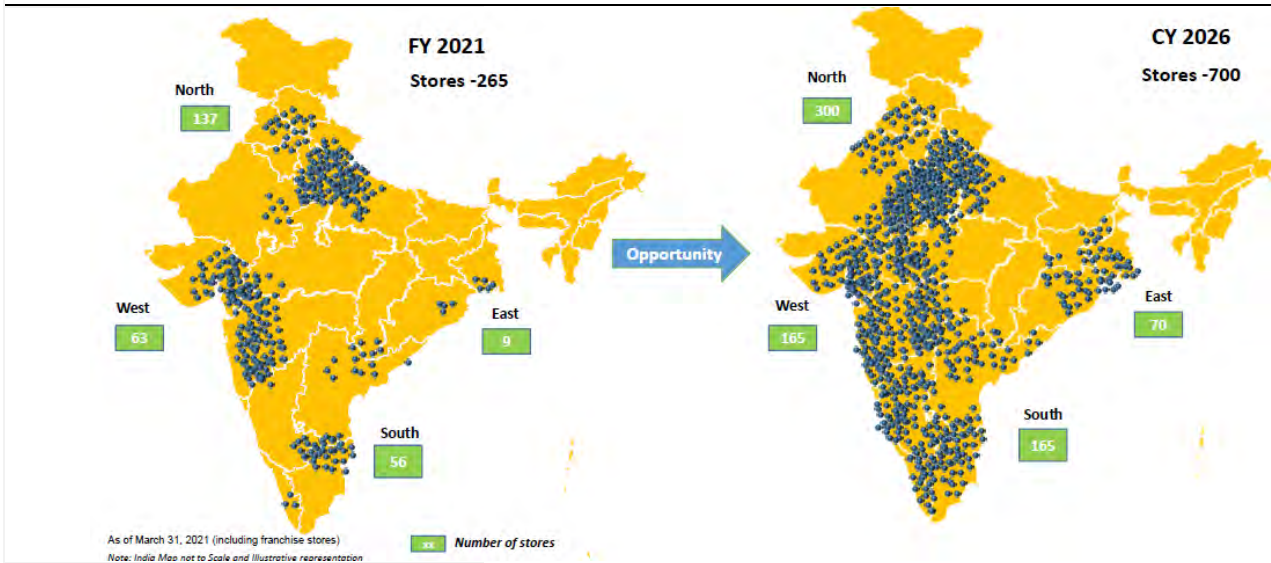 FY 2021
Stores -265
North
137
West
63
East
9
South
56
As of March 31, 2021 (including franchise stores)
Note: India Map not to Scale and Illustrative representation
xx Number of stores
Opportunity
CY 2026
Stores -700
North
300
West
165
East
70
South
165